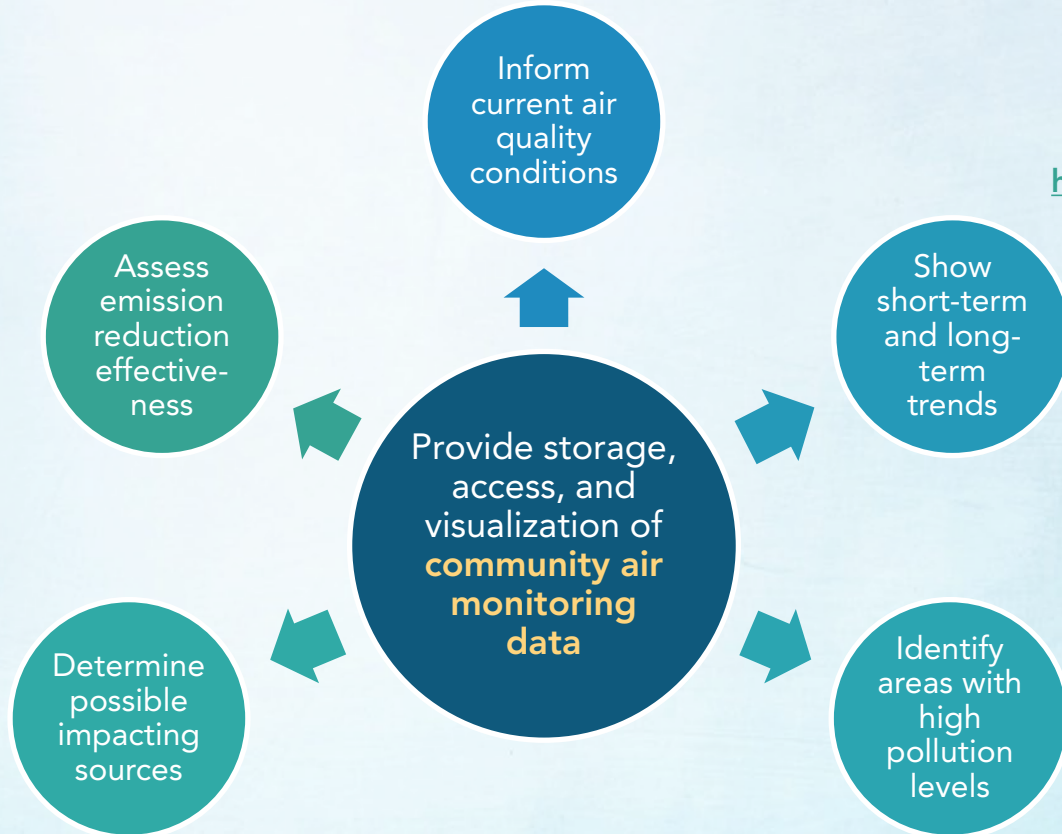 Inform
current air
quality
conditions
h
Assess
emission
reduction
effective-
ness
Show
short-term
and long-
term
trends
Provide storage,
access, and
visualization of
community air
monitoring
data
Determine
possible
impacting
sources
Identify
areas with
high
pollution
levels